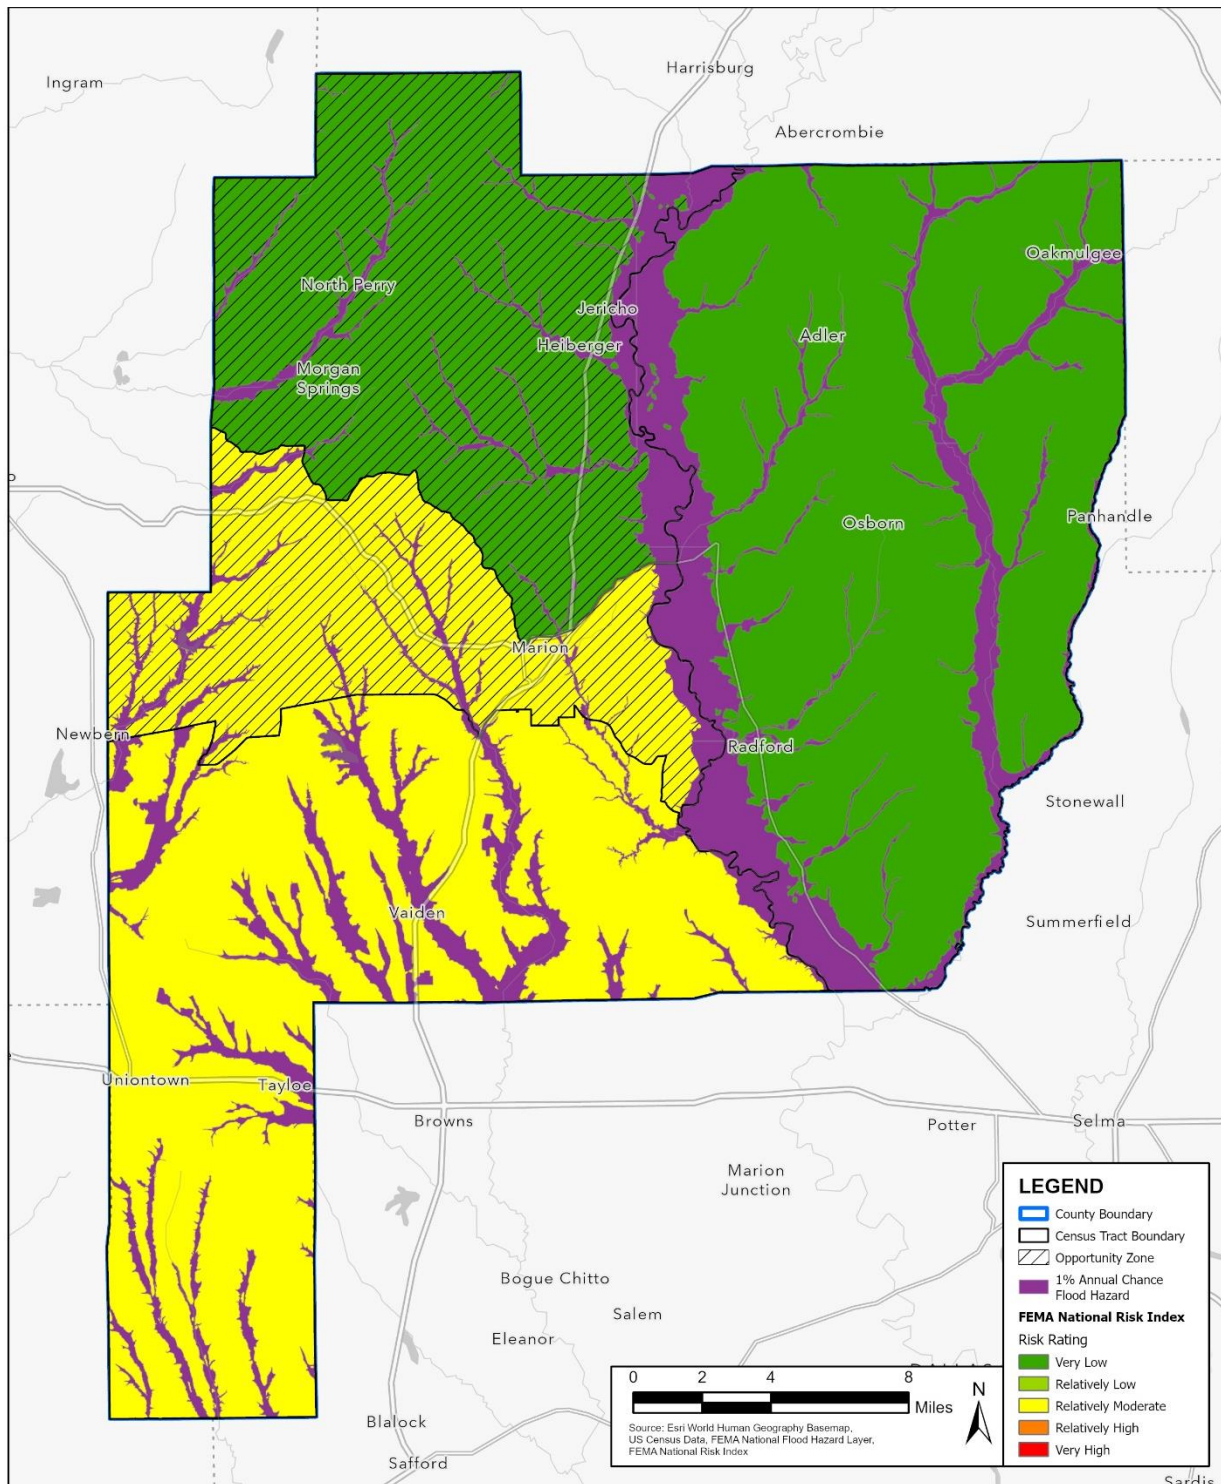 Harrisburg
Ingram
Abercrombie
Oakmulgee
North Perry
Jericho
Adler
Heiberger
Morgan
Springs
Panhandle
Osborn
Marion
Newbern
Radford
Stonewall
Vaiden
Summerfield
Uniontown
Tayloe
Browns
Potter
Selma
Marion
Junction
Bogue Chitto
Salem
Eleanor
Blalock
Safford
Sardis
LEGEND
County Boundary
Census Tract Boundary
Opportunity Zone
1% Annual Chance
Flood Hazard
FEMA National Risk Index
Risk Rating
Very Low
Relatively Low
Relatively Moderate
Relatively High
Very High
0 2 4 8
Miles
N
Source: Esri World Human Geography Basemap,
US Census Data, FEMA National Flood Hazard Layer,
FEMA National Risk Index